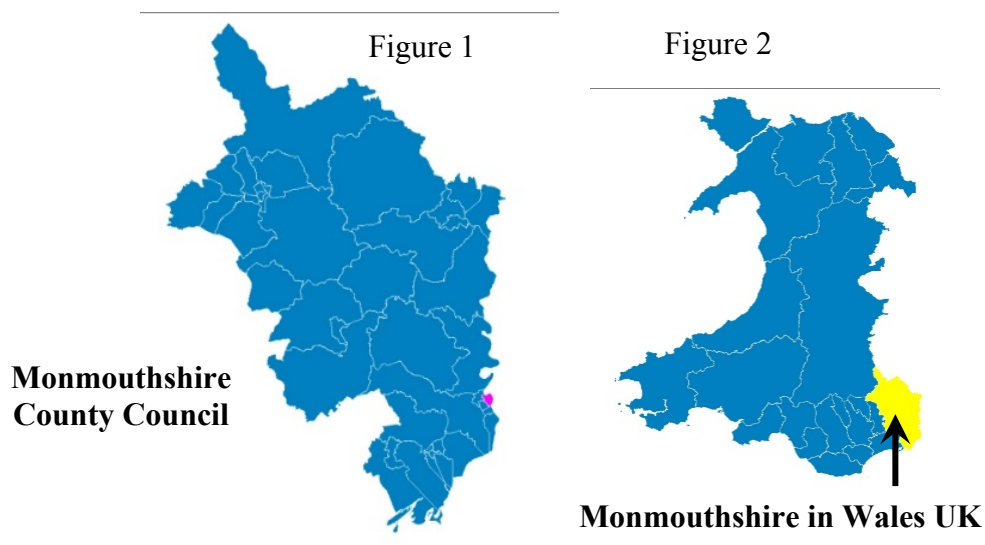 Figure 1
Figure 2
Monmouthshire
County Council
Monmouthshire in Wales UK